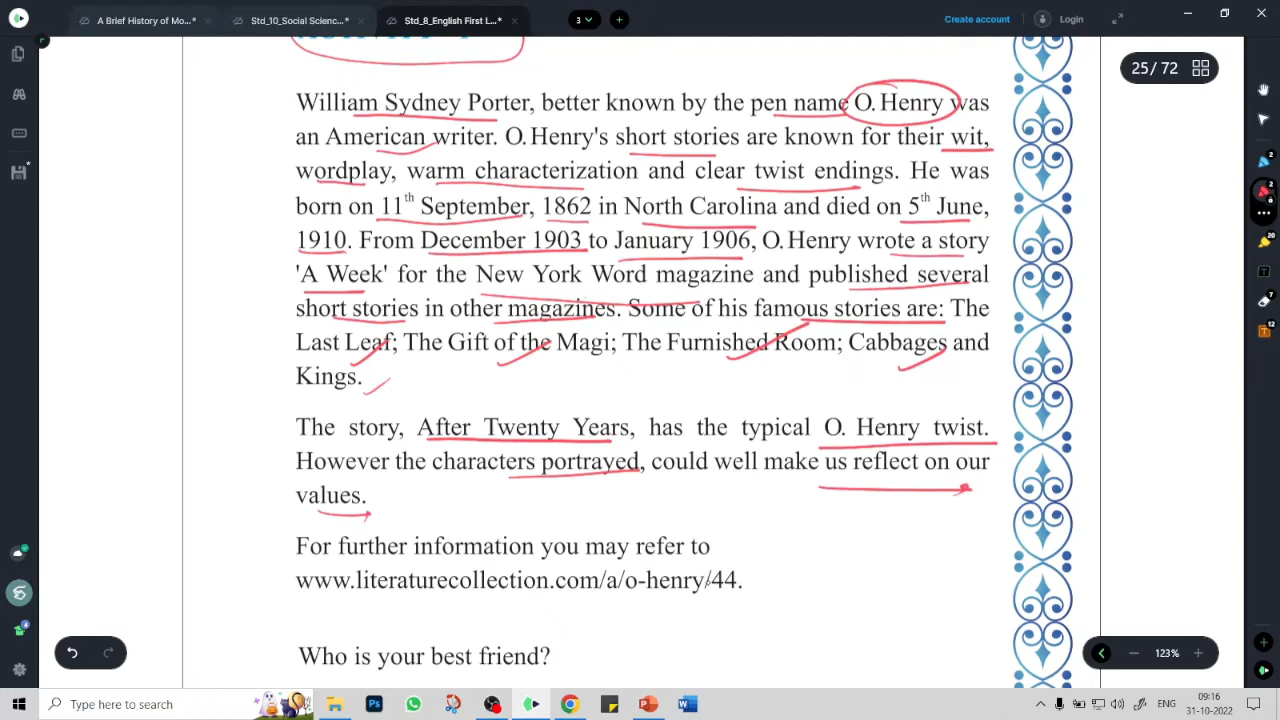 A Brief History of Mo...*
Std_10_Social Scienc...*
Std_8_English First L...*
3
Create account
Login
25/ 72
William Sydney Porter, better known by the pen name O. Henry was
an American writer. O. Henry's short stories are known for their wit,
wordplay, warm characterization and clear twist endings. He was
born on 11th September, 1862 in North Carolina and died on 5th June,
1910. From December 1903 to January 1906, O. Henry wrote a story
'A Week' for the New York Word magazine and published several
short stories in other magazines. Some of his famous stories are: The
Last Leaf; The Gift of the Magi; The Furnished Room; Cabbages and
Kings.
The story, After Twenty Years, has the typical O. Henry twist.
However the characters portrayed, could well make us reflect on our
values.
For further information you may refer to
www.literaturecollection.com/a/o-henry/44.
Who is your best friend?
123%
2
2
20
7
12
Type here to search
Ps
ENG
09:16
31-10-2022